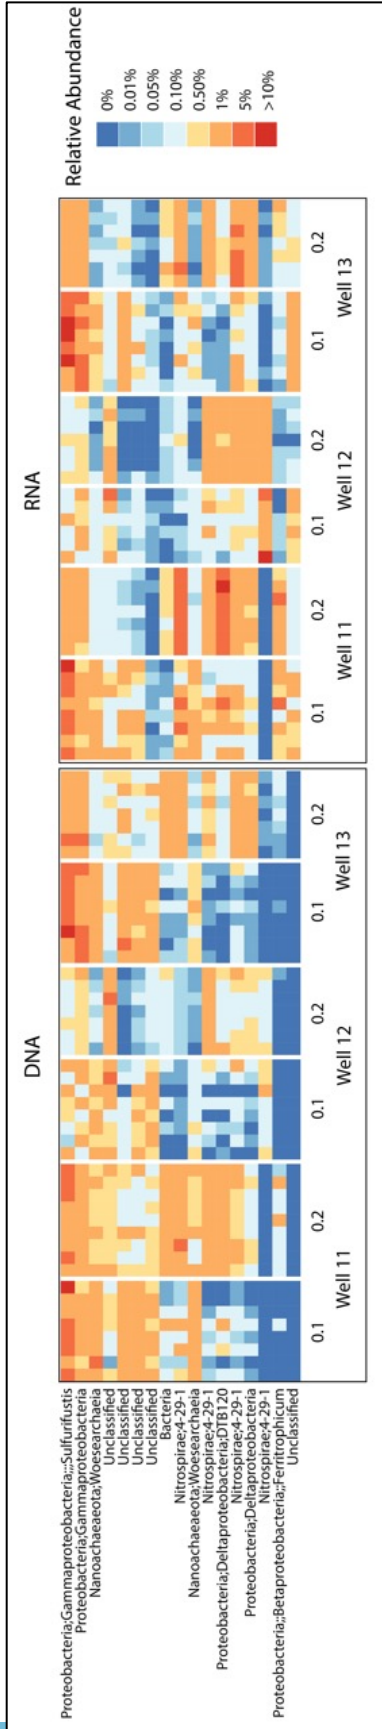 DNA
RNA
Relative Abundance
0%
0.01%
0.05%
0.10%
0.50%
1%
5%
>10%
Proteobacteria;Gammaproteobacteria;;;Sulfurifustis
Proteobacteria;Gammaproteobacteria
Nanoachaeaeota;Woesearchaeia
Unclassified
Unclassified
Unclassified
Unclassified
Bacteria
Nitrospirae;4-29-1
Nanoachaeaeota;Woesearchaeia
Nitrospirae;4-29-1
Proteobacteria;Deltaproteobacteria;DTB120
Nitrospirae;4-29-1
Proteobacteria;Deltaproteobacteria
Nitrospirae;4-29-1
Proteobacteria;;Betaproteobacteria;;Ferritrophicum
Unclassified
0.1 0.2 0.1 0.2 0.1 0.2 0.1 0.2 0.1 0.2 0.1 0.2
Well 11 Well 12 Well 13 Well 11 Well 12 Well 13